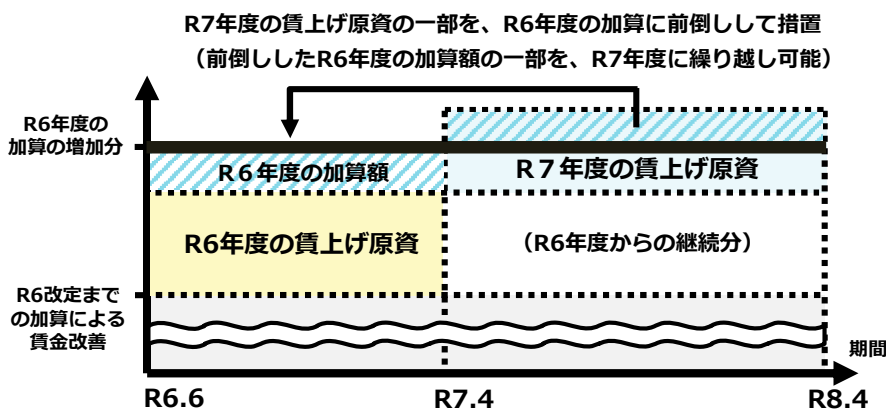 R7年度の賃上げ原資の一部を、R6年度の加算に前倒しして措置
（前倒ししたR6年度の加算額の一部を、R7年度に繰り越し可能）
R6年度の
加算の増加分
R６年度の加算額
R７年度の賃上げ原資
R6年度の賃上げ原資
（R6年度からの継続分）
R6改定まで
の加算による
賃金改善
期間
R6.6
R7.4
R8.4